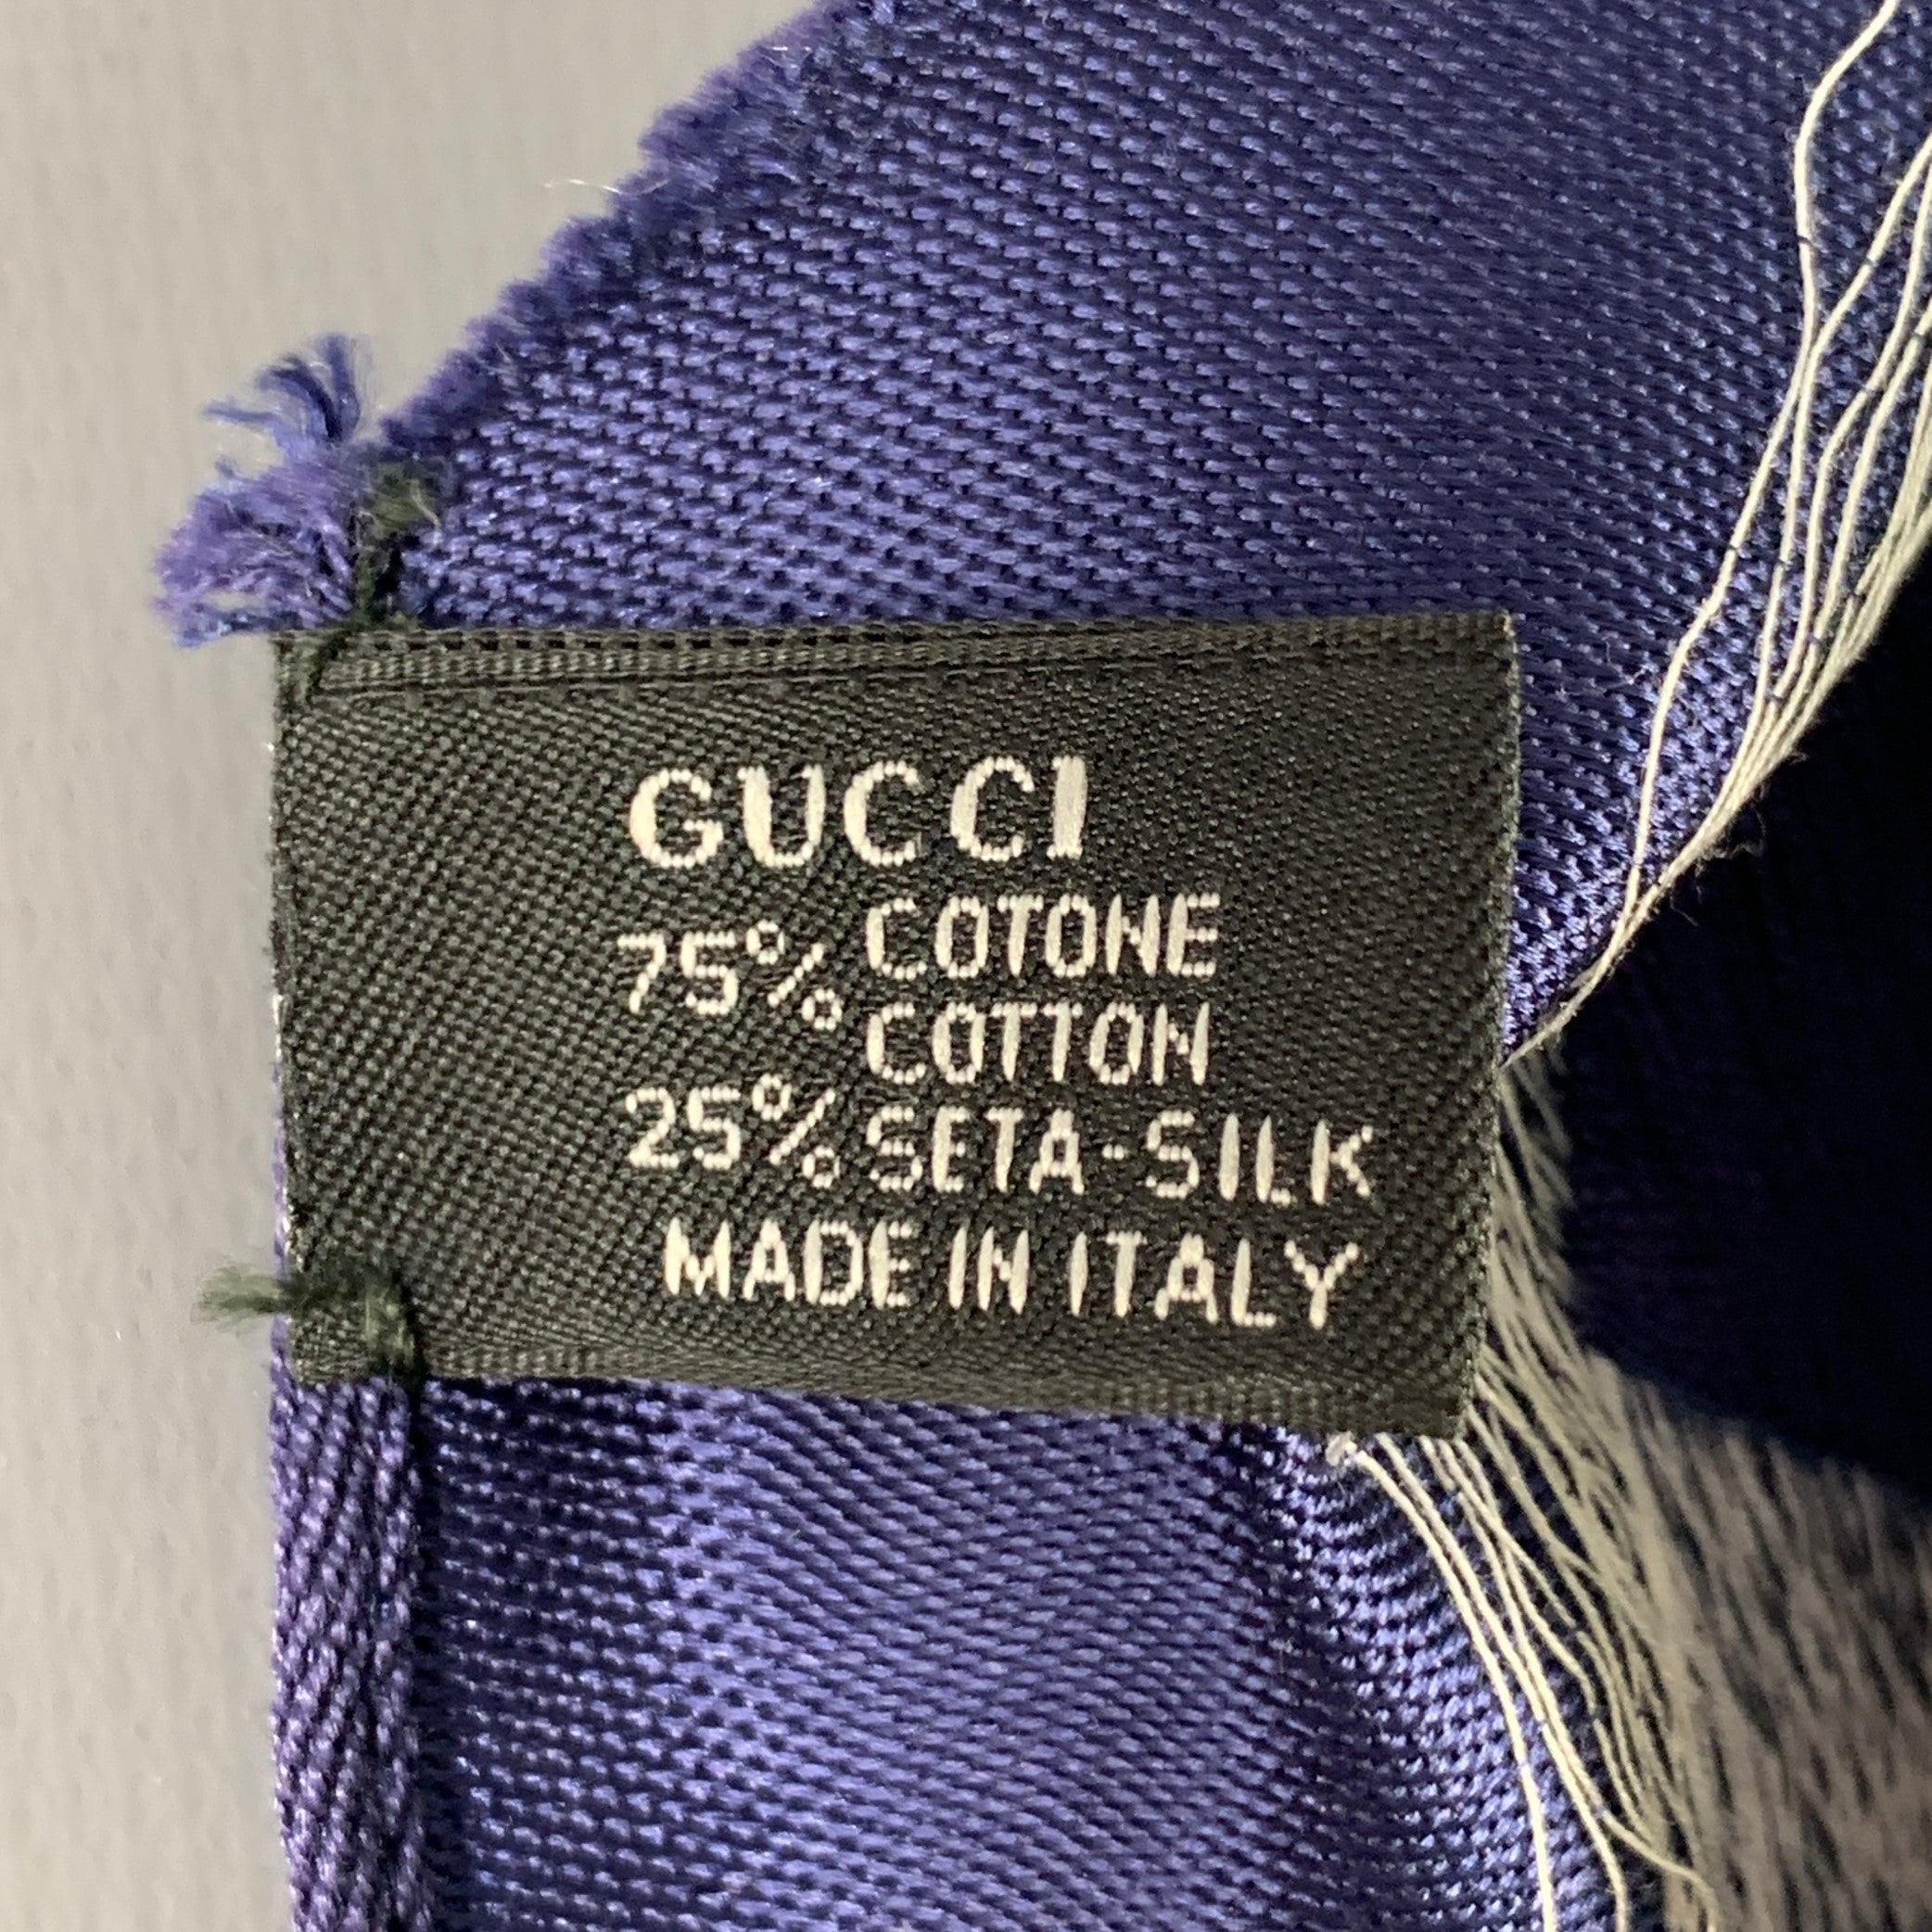 GUCCI
75% COTONE
COTTON
25% SETA-SILK
MADE IN ITALY